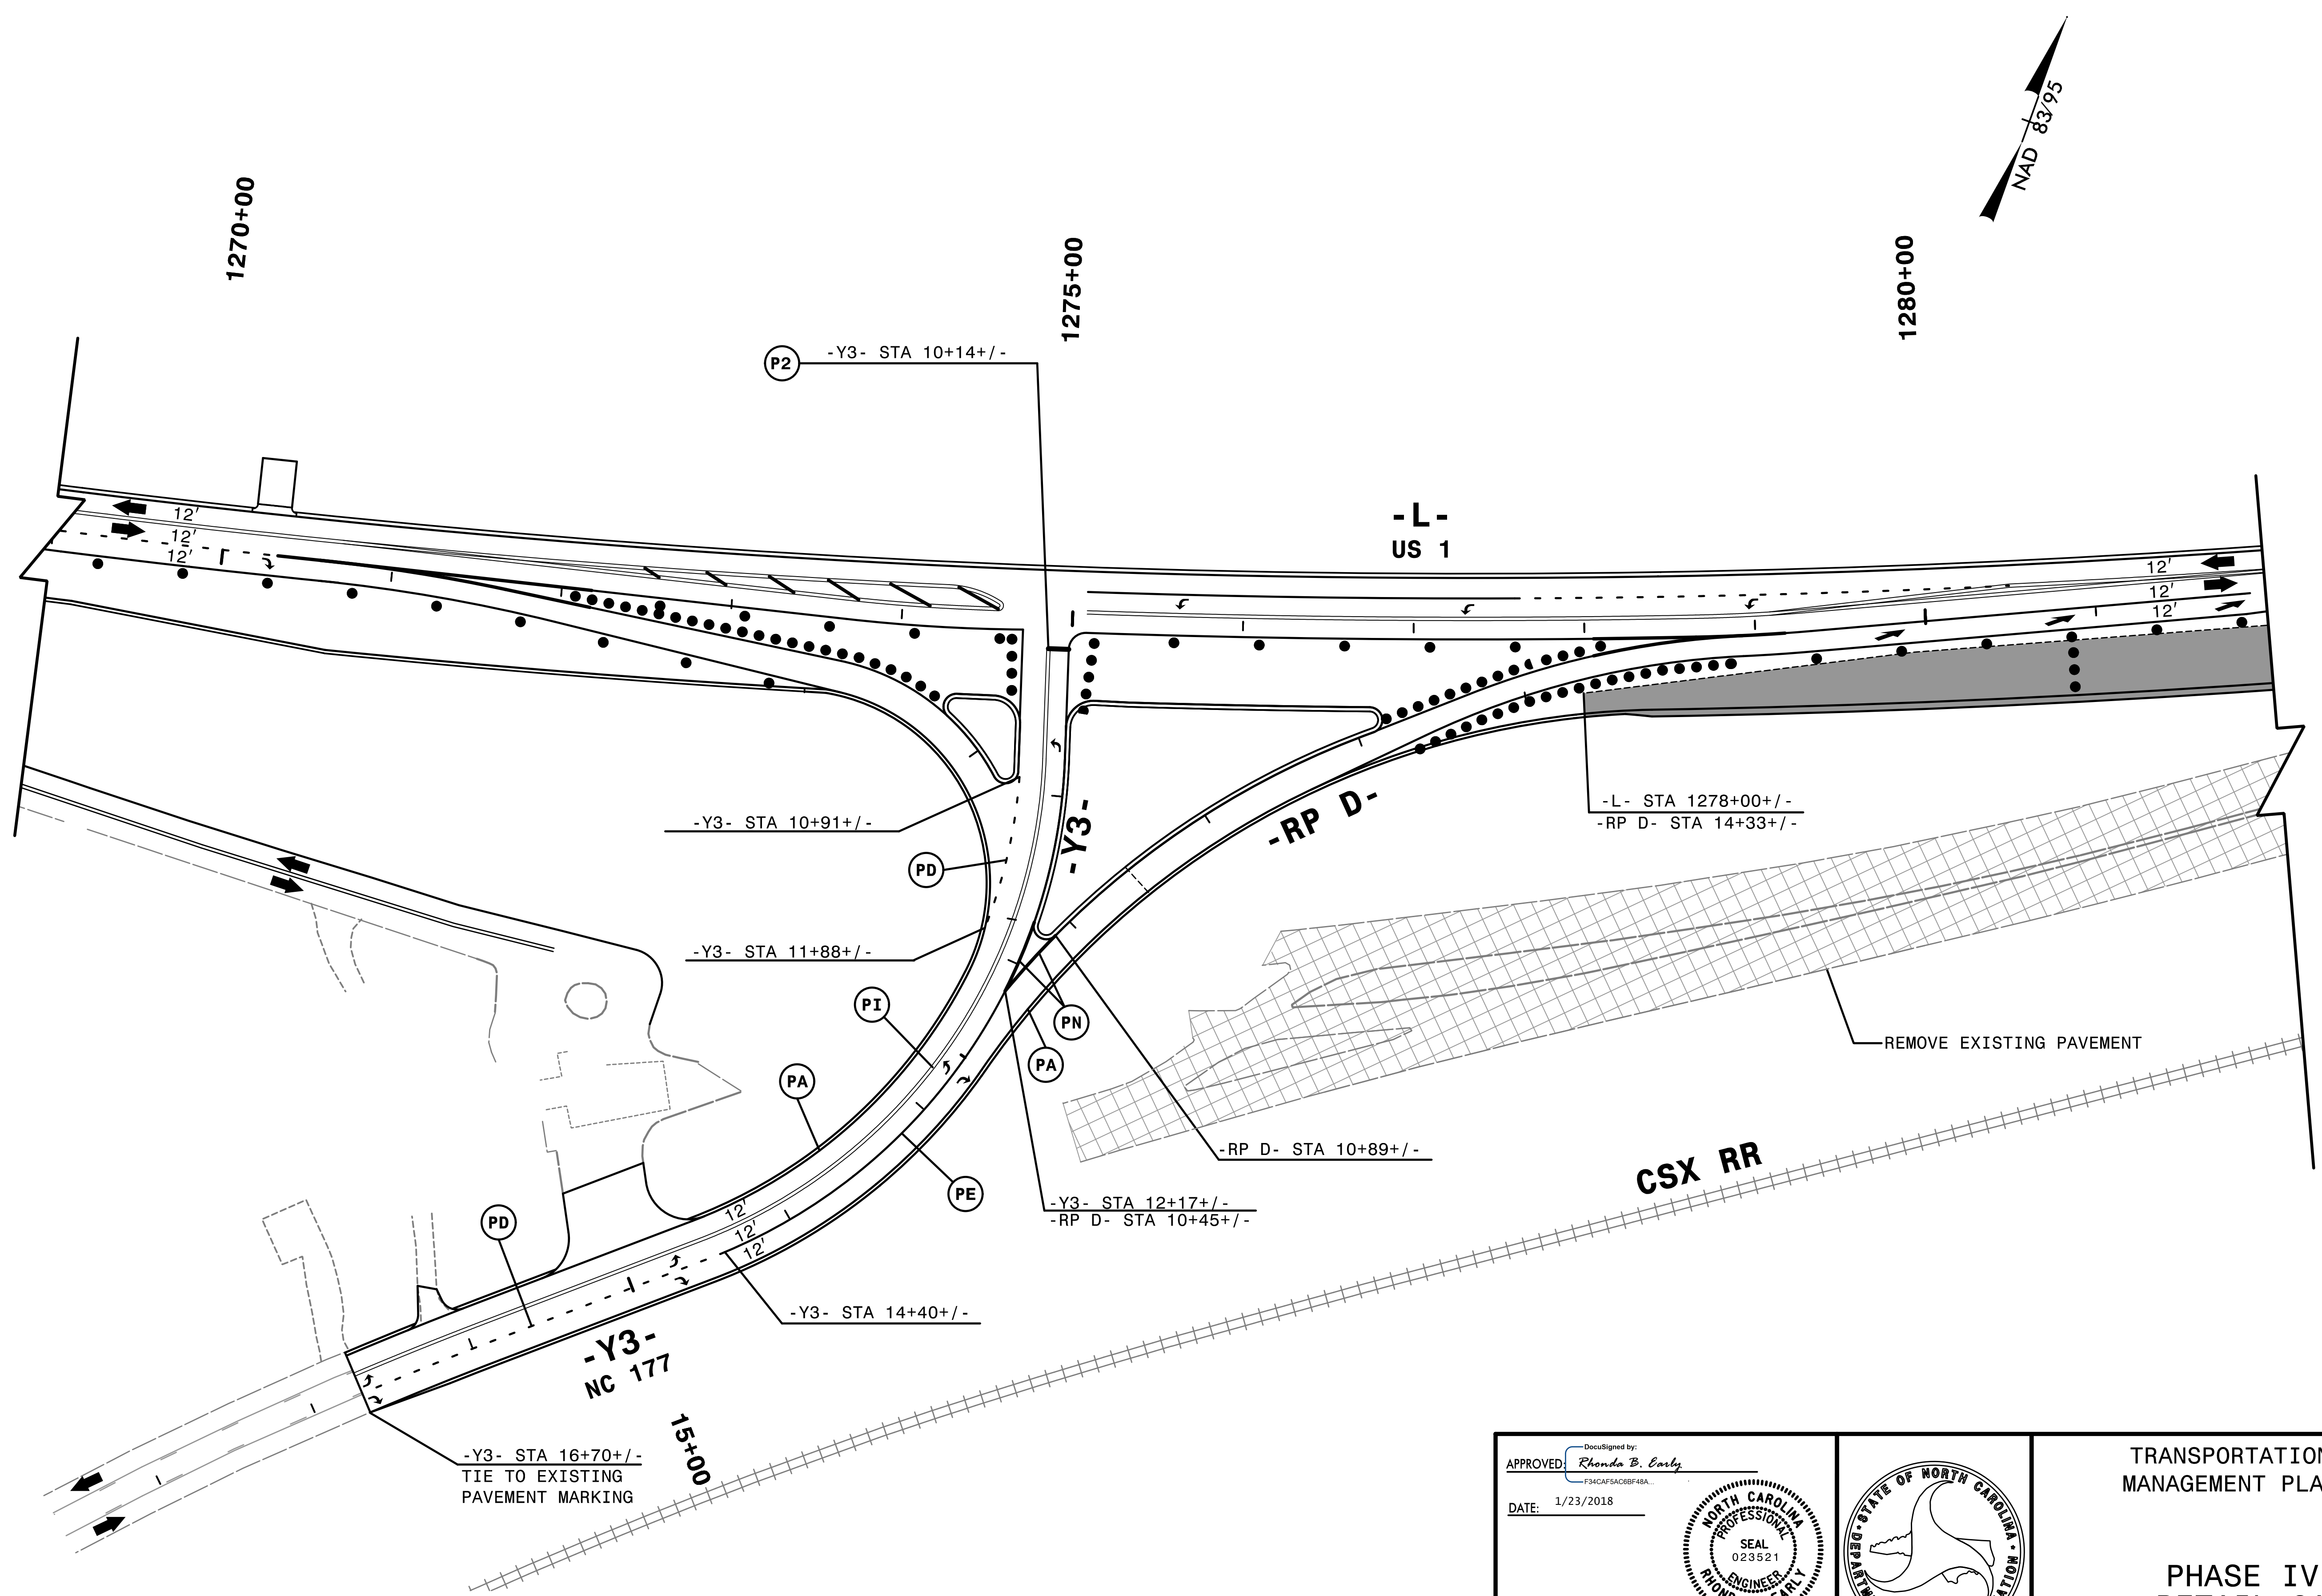 NAD 83/95
1270+00
1275+00
1280+00
P2
-Y3- STA 10+14+/-
-L-
US 1
12'
12'
12'
12'
12'
12'
-Y3- STA 10+91+/-
PD
-Y3-
-RP D-
-L- STA 1278+00+/-
-RP D- STA 14+33+/-
-Y3- STA 11+88+/-
PI
PN
PA
PA
REMOVE EXISTING PAVEMENT
-RP D- STA 10+89+/-
PE
-Y3- STA 12+17+/-
-RP D- STA 10+45+/-
CSX RR
PD
12'
12'
12'
-Y3- STA 14+40+/-
-Y3-
NC 177
15+00
-Y3- STA 16+70+/-
TIE TO EXISTING
PAVEMENT MARKING
DocuSigned by:
APPROVED: Rhonda B. Early
F34CAF5AC6BF48A...
DATE: 1/23/2018
NORTH CAROLINA
PROFESSIONAL
SEAL
023521
ENGINEER
STATE OF NORTH CAROLINA
TRANSPORTATION
MANAGEMENT PLA
PHASE IV